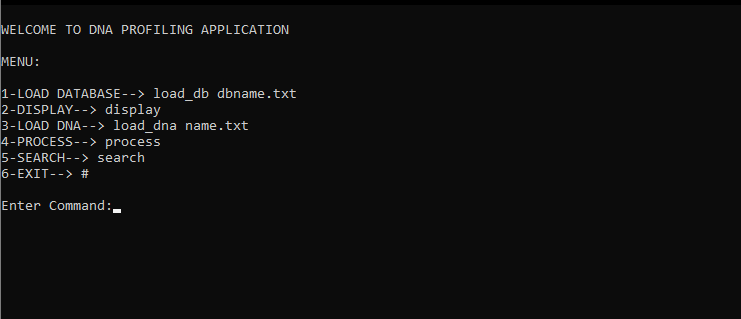 WELCOME TO DNA PROFILING APPLICATION
MENU:
1-LOAD DATABASE--> load_db dbname.txt
2-DISPLAY--> display
3-LOAD DNA--> load_dna name.txt
4-PROCESS--> process
5-SEARCH--> search
6-EXIT--> #
Enter Command: